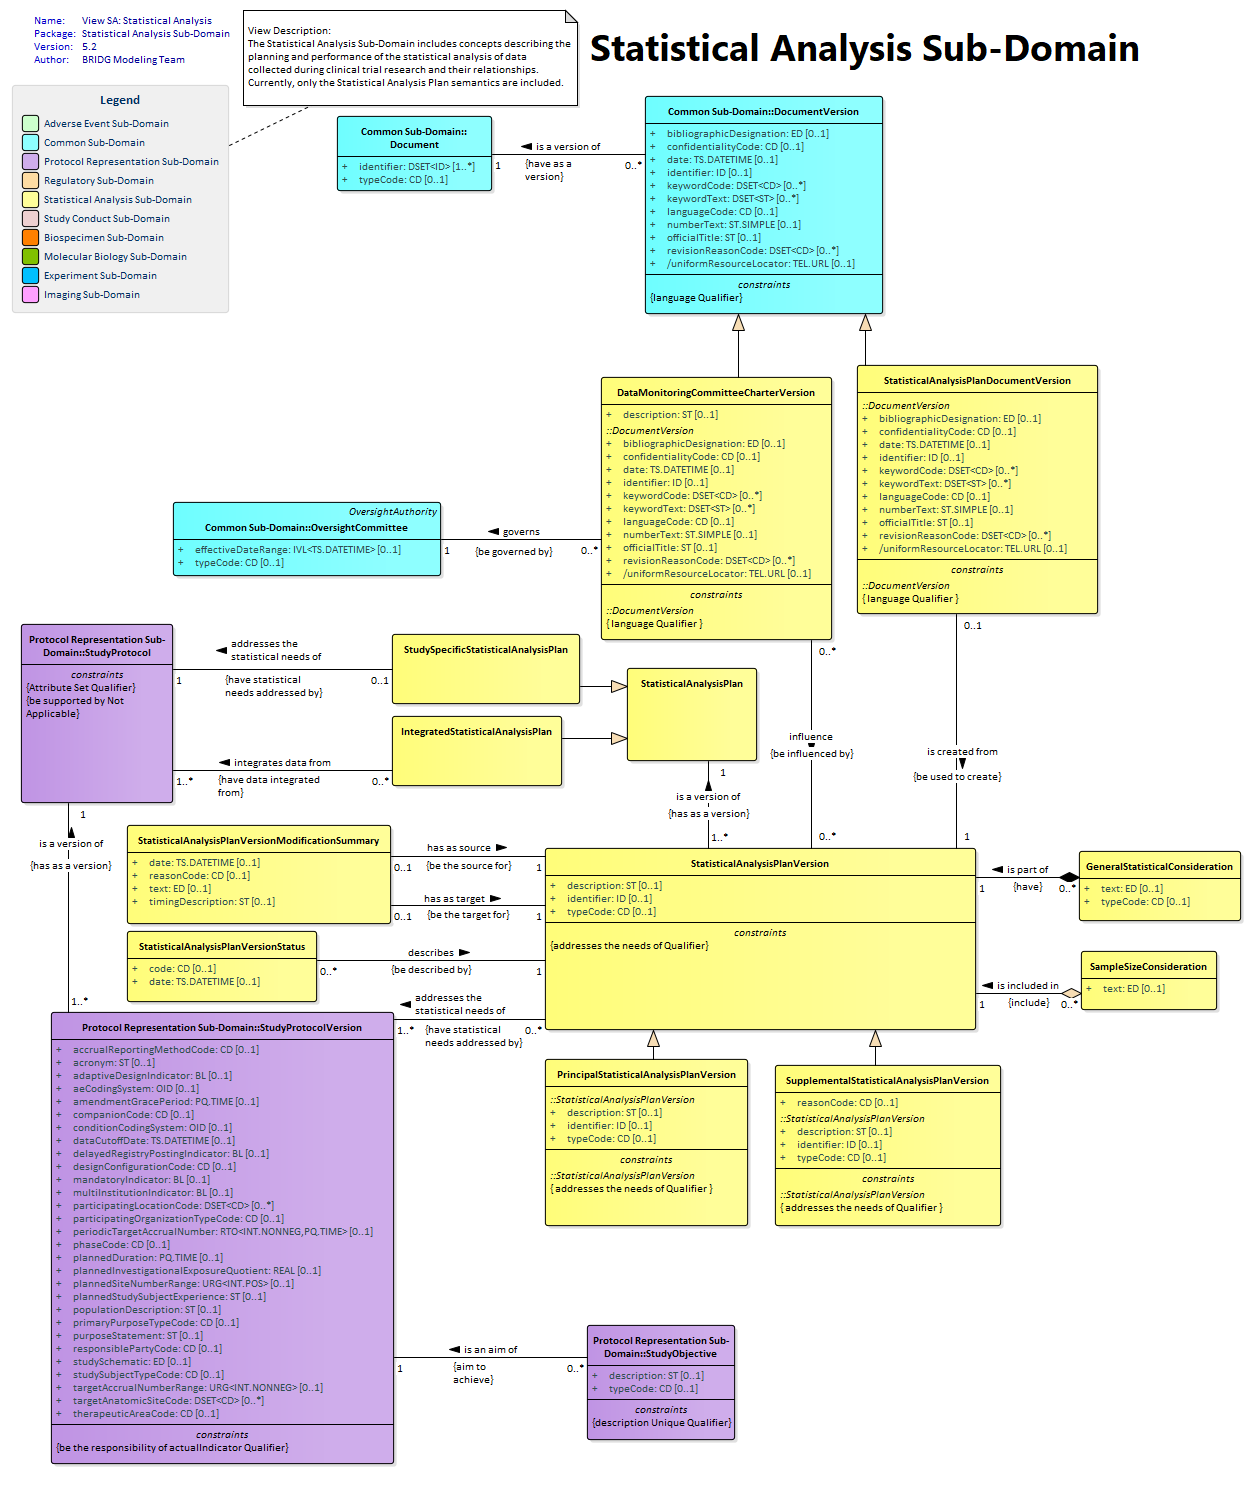 Name: View SA: Statistical Analysis
Package: Statistical Analysis Sub-Domain
Version: 5.2
Author: BRIDG Modeling Team
View Description:
The Statistical Analysis Sub-Domain includes concepts describing the
planning and performance of the statistical analysis of data
collected during clinical trial research and their relationships.
Currently, only the Statistical Analysis Plan semantics are included.
Statistical Analysis Sub-Domain
Legend
Adverse Event Sub-Domain
Common Sub-Domain
Protocol Representation Sub-Domain
Regulatory Sub-Domain
Statistical Analysis Sub-Domain
Study Conduct Sub-Domain
Biospecimen Sub-Domain
Molecular Biology Sub-Domain
Experiment Sub-Domain
Imaging Sub-Domain
Common Sub-Domain::
Document
+ identifier: DSET<ID> [1..*]
+ typeCode: CD [0..1]
is a version of
1
{have as a
version}
0..*
Common Sub-Domain::DocumentVersion
+ bibliographicDesignation: ED [0..1]
+ confidentialityCode: CD [0..1]
+ date: TS.DATETIME [0..1]
+ identifier: ID [0..1]
+ keywordCode: DSET<CD> [0..*]
+ keywordText: DSET<ST> [0..*]
+ languageCode: CD [0..1]
+ numberText: ST.SIMPLE [0..1]
+ officialTitle: ST [0..1]
+ revisionReasonCode: DSET<CD> [0..*]
+ /uniformResourceLocator: TEL.URL [0..1]
constraints
{language Qualifier}
DataMonitoringCommitteeCharterVersion
+ description: ST [0..1]
::DocumentVersion
+ bibliographicDesignation: ED [0..1]
+ confidentialityCode: CD [0..1]
+ date: TS.DATETIME [0..1]
+ identifier: ID [0..1]
+ keywordCode: DSET<CD> [0..*]
+ keywordText: DSET<ST> [0..*]
+ languageCode: CD [0..1]
+ numberText: ST.SIMPLE [0..1]
+ officialTitle: ST [0..1]
+ revisionReasonCode: DSET<CD> [0..*]
+ /uniformResourceLocator: TEL.URL [0..1]
constraints
::DocumentVersion
{ language Qualifier }
StatisticalAnalysisPlanDocumentVersion
::DocumentVersion
+ bibliographicDesignation: ED [0..1]
+ confidentialityCode: CD [0..1]
+ date: TS.DATETIME [0..1]
+ identifier: ID [0..1]
+ keywordCode: DSET<CD> [0..*]
+ keywordText: DSET<ST> [0..*]
+ languageCode: CD [0..1]
+ numberText: ST.SIMPLE [0..1]
+ officialTitle: ST [0..1]
+ revisionReasonCode: DSET<CD> [0..*]
+ /uniformResourceLocator: TEL.URL [0..1]
constraints
::DocumentVersion
{ language Qualifier }
OversightAuthority
Common Sub-Domain::OversightCommittee
+ effectiveDateRange: IVL<TS.DATETIME> [0..1]
+ typeCode: CD [0..1]
governs
1
{be governed by}
0..*
Protocol Representation Sub-
Domain::StudyProtocol
constraints
{Attribute Set Qualifier}
{be supported by Not
Applicable}
addresses the
statistical needs of
1
{have statistical
needs addressed by}
0..1
StudySpecificStatisticalAnalysisPlan
IntegratedStatisticalAnalysisPlan
StatisticalAnalysisPlan
integrates data from
1..*
{have data integrated
from}
0..*
0..*
influence
{be influenced by}
0..*
0..1
is created from
{be used to create}
1
1
is a version of
{has as a version}
1..*
1
is a version of
{has as a version}
1..*
StatisticalAnalysisPlanVersionModificationSummary
+ date: TS.DATETIME [0..1]
+ reasonCode: CD [0..1]
+ text: ED [0..1]
+ timingDescription: ST [0..1]
has as source
0..1
{be the source for}
1
has as target
0..1
{be the target for}
1
StatisticalAnalysisPlanVersionStatus
+ code: CD [0..1]
+ date: TS.DATETIME [0..1]
describes
0..*
{be described by}
1
addresses the
statistical needs of
1..*
{have statistical
needs addressed by}
0..*
StatisticalAnalysisPlanVersion
+ description: ST [0..1]
+ identifier: ID [0..1]
+ typeCode: CD [0..1]
constraints
{addresses the needs of Qualifier}
is part of
1
{have}
0..*
GeneralStatisticalConsideration
+ text: ED [0..1]
+ typeCode: CD [0..1]
is included in
1
{include}
0..*
SampleSizeConsideration
+ text: ED [0..1]
PrincipalStatisticalAnalysisPlanVersion
::StatisticalAnalysisPlanVersion
+ description: ST [0..1]
+ identifier: ID [0..1]
+ typeCode: CD [0..1]
constraints
::StatisticalAnalysisPlanVersion
{ addresses the needs of Qualifier }
SupplementalStatisticalAnalysisPlanVersion
+ reasonCode: CD [0..1]
::StatisticalAnalysisPlanVersion
+ description: ST [0..1]
+ identifier: ID [0..1]
+ typeCode: CD [0..1]
constraints
::StatisticalAnalysisPlanVersion
{ addresses the needs of Qualifier }
Protocol Representation Sub-Domain::StudyProtocolVersion
+ accrualReportingMethodCode: CD [0..1]
+ acronym: ST [0..1]
+ adaptiveDesignIndicator: BL [0..1]
+ aeCodingSystem: OID [0..1]
+ amendmentGracePeriod: PQ.TIME [0..1]
+ companionCode: CD [0..1]
+ conditionCodingSystem: OID [0..1]
+ dataCutoffDate: TS.DATETIME [0..1]
+ delayedRegistryPostingIndicator: BL [0..1]
+ designConfigurationCode: CD [0..1]
+ mandatoryIndicator: BL [0..1]
+ multiInstitutionIndicator: BL [0..1]
+ participatingLocationCode: DSET<CD> [0..*]
+ participatingOrganizationTypeCode: CD [0..1]
+ periodicTargetAccrualNumber: RTO<INT.NONNEG,PQ.TIME> [0..1]
+ phaseCode: CD [0..1]
+ plannedDuration: PQ.TIME [0..1]
+ plannedInvestigationalExposureQuotient: REAL [0..1]
+ plannedSiteNumberRange: URG<INT.POS> [0..1]
+ plannedStudySubjectExperience: ST [0..1]
+ populationDescription: ST [0..1]
+ primaryPurposeTypeCode: CD [0..1]
+ purposeStatement: ST [0..1]
+ responsiblePartyCode: CD [0..1]
+ studySchematic: ED [0..1]
+ studySubjectTypeCode: CD [0..1]
+ targetAccrualNumberRange: URG<INT.NONNEG> [0..1]
+ targetAnatomicSiteCode: DSET<CD> [0..*]
+ therapeuticAreaCode: CD [0..1]
constraints
{be the responsibility of actualIndicator Qualifier}
is an aim of
1
{aim to
achieve}
0..*
Protocol Representation Sub-
Domain::StudyObjective
+ description: ST [0..1]
+ typeCode: CD [0..1]
constraints
{description Unique Qualifier}